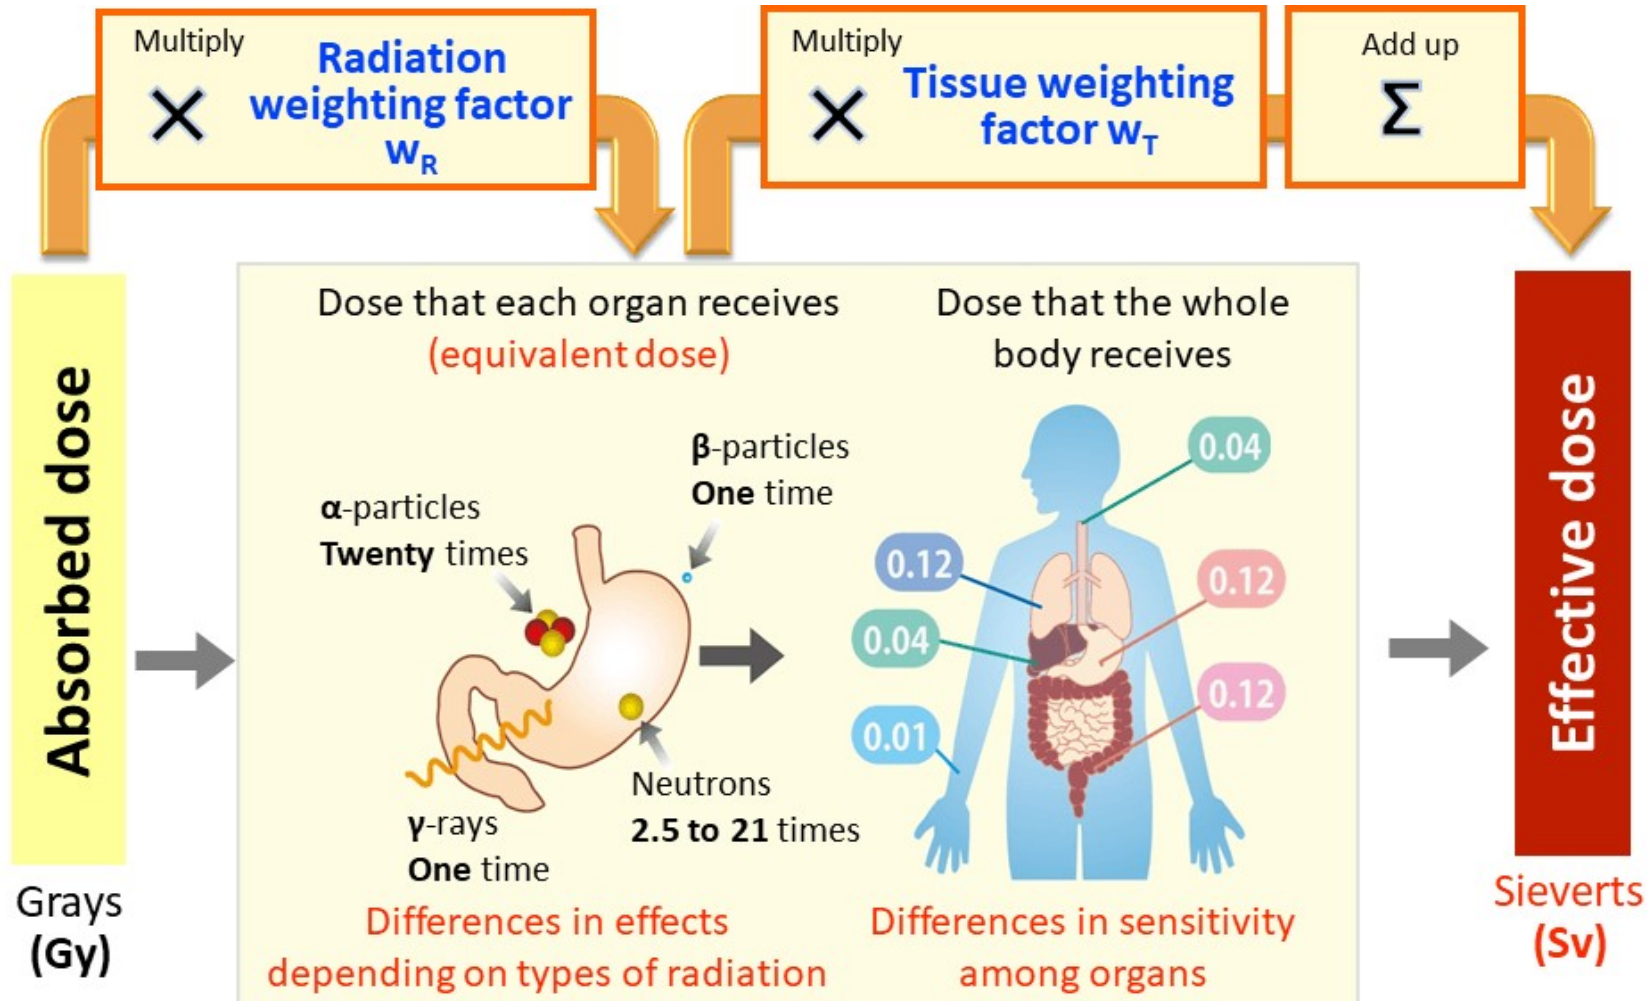 Multiply
×
Radiation
weighting factor
wR
Multiply
×
Tissue weighting
factor wT
Add up
Σ
Absorbed dose
Grays
(Gy)
Dose that each organ receives
(equivalent dose)
α-particles
Twenty times
β-particles
One time
γ-rays
One time
Neutrons
2.5 to 21 times
Differences in effects
depending on types of radiation
Dose that the whole
body receives
0.04
0.12
0.12
0.04
0.12
0.01
Differences in sensitivity
among organs
Effective dose
Sieverts
(Sv)